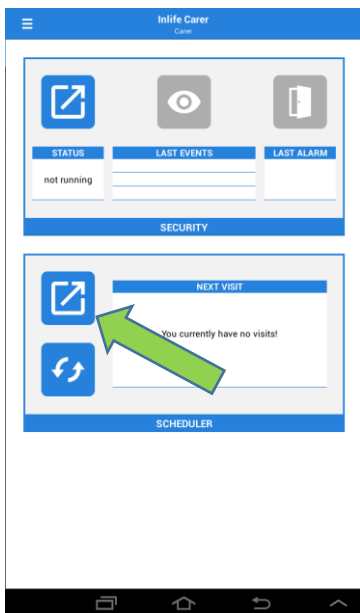 Inlife Carer
Carer
STATUS
LAST EVENTS
LAST ALARM
not running
SECURITY
NEXT VISIT
You currently have no visits!
SCHEDULER